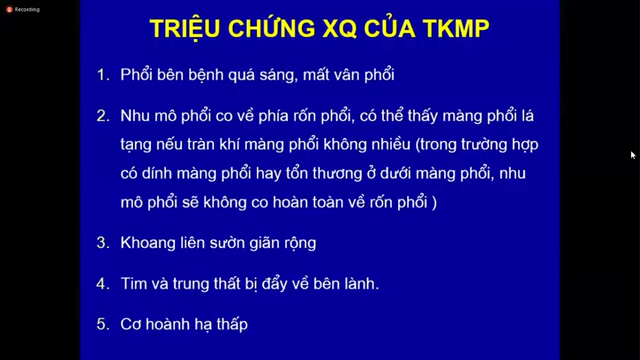 Recording
TRIỆU CHỨNG XQ CỦA TKMP
1. Phổi bên bệnh quá sáng, mất vân phổi
2. Nhu mô phổi co về phía rốn phổi, có thể thấy màng phổi lá
tạng nếu tràn khí màng phổi không nhiều (trong trường hợp
có dính màng phổi hay tổn thương ở dưới màng phổi, nhu
mô phổi sẽ không co hoàn toàn về rốn phổi )
3. Khoang liên sườn giãn rộng
4. Tim và trung thất bị đẩy về bên lành.
5. Cơ hoành hạ thấp